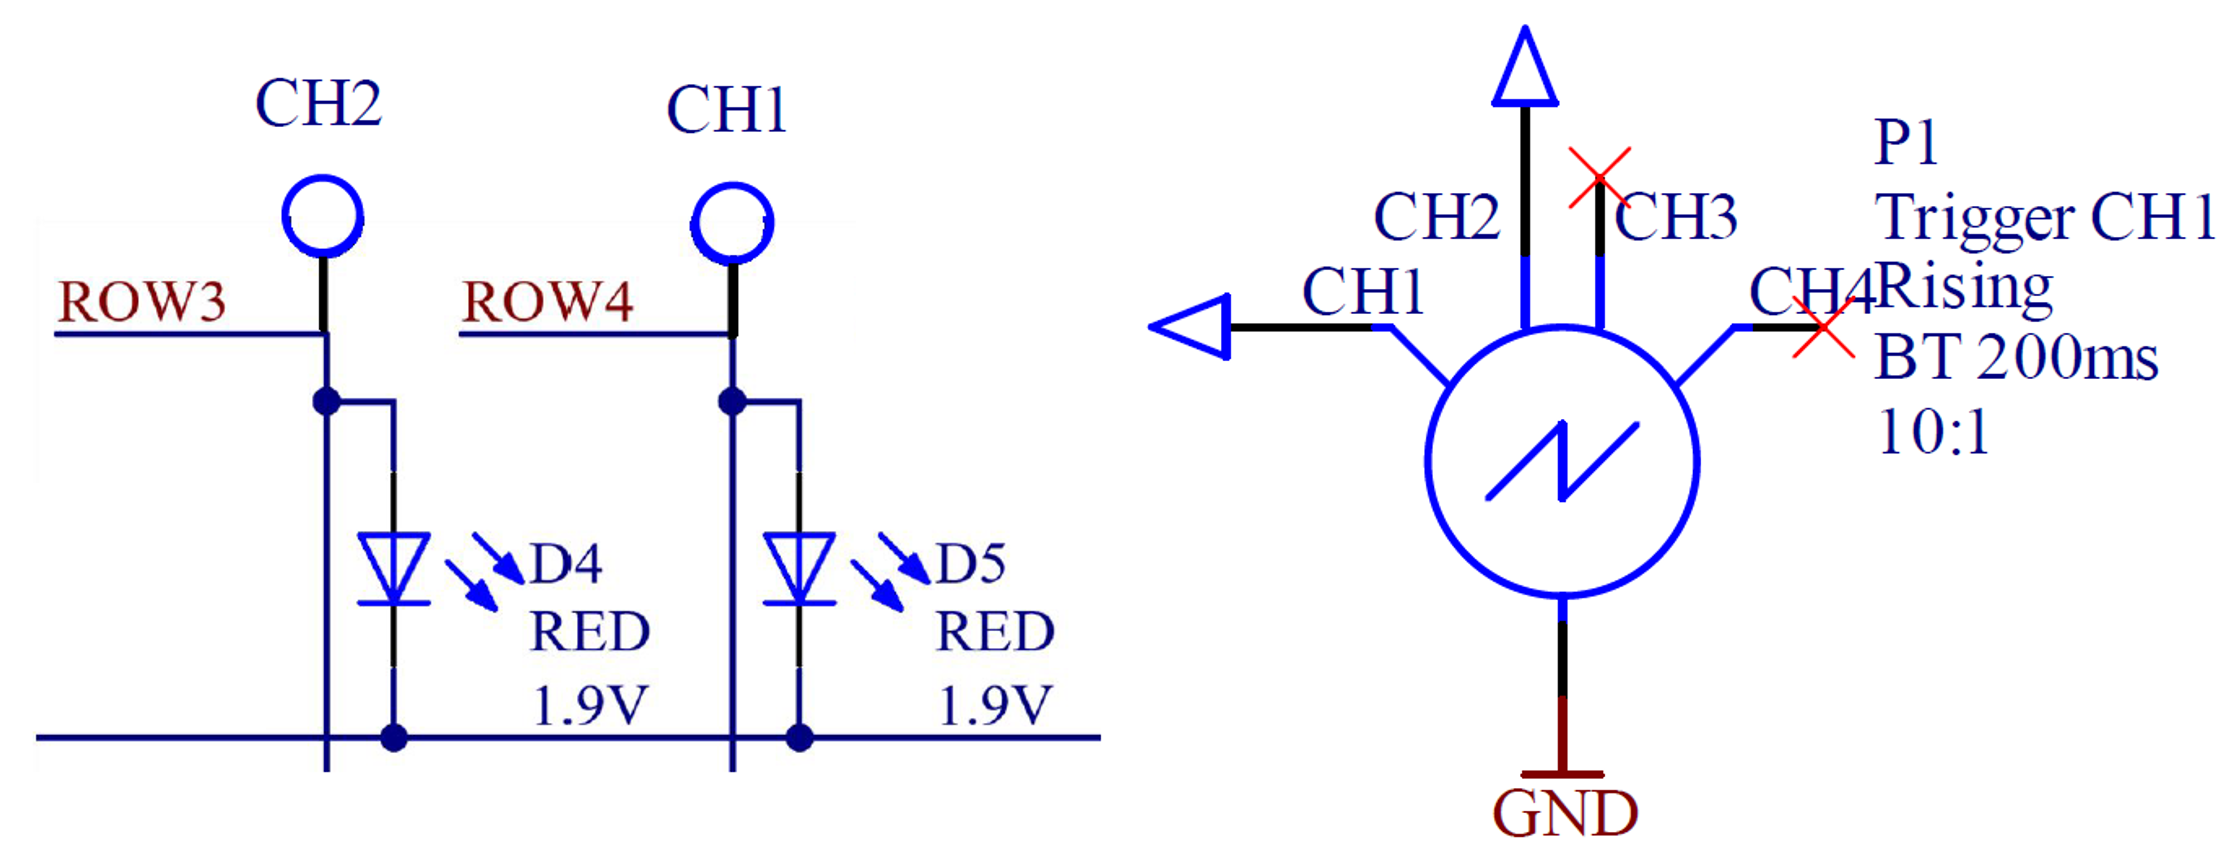 CH2
CH1
ROW3
ROW4
D4
RED
1.9V
D5
RED
1.9V
CH1
CH2
CH3
CH4
P1
Trigger CH1
Rising
BT 200ms
10:1
GND